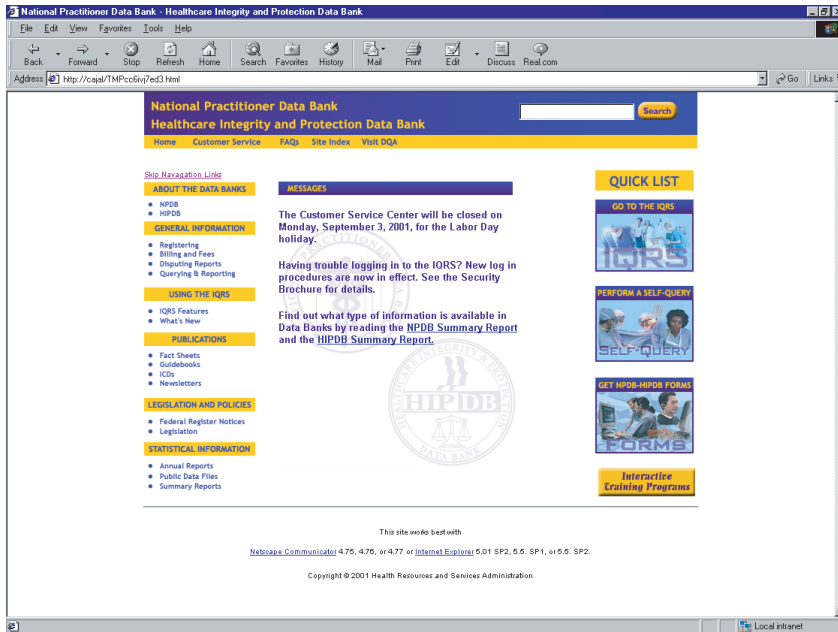 National Practitioner Data Bank - Healthcare Integrity and Protection Data Bank
File Edit View Favorites Tools Help
Back Forward Stop Refresh Home Search Favorites History Mail Print Edit Discuss Real.com
Address http://cajal/TMPcc6ivj7ed3.html Go Links
National Practitioner Data Bank
Healthcare Integrity and Protection Data Bank
Search
Home Customer Service FAQs Site Index Visit DQA
Skip Navagation Links
ABOUT THE DATA BANKS
NPDB
HIPDB
GENERAL INFORMATION
Registering
Billing and Fees
Disputing Reports
Querying & Reporting
USING THE IQRS
IQRS Features
What's New
PUBLICATIONS
Fact Sheets
Guidebooks
ICDs
Newsletters
LEGISLATION AND POLICIES
Federal Register Notices
Legislation
STATISTICAL INFORMATION
Annual Reports
Public Data Files
Summary Reports
MESSAGES
The Customer Service Center will be closed on
Monday, September 3, 2001, for the Labor Day
holiday.
Having trouble logging in to the IQRS? New log in
procedures are now in effect. See the Security
Brochure for details.
Find out what type of information is available in
Data Banks by reading the NPDB Summary Report
and the HIPDB Summary Report.
HEALTHCARE INTEGRITY & PROTECTION
HIPDB
DATA BANK
QUICK LIST
GO TO THE IQRS
IQRS
PERFORM A SELF-QUERY
SELF-QUERY
GET NPDB-HIPDB FORMS
FORMS
Interactive
Training Programs
This site works best with
Netscape Communicator 4.75, 4.76, or 4.77 or Internet Explorer 5.01 SP2, 5.5. SP1, or 5.5. SP2.
Copyright © 2001 Health Resources and Services Administration
Local intranet